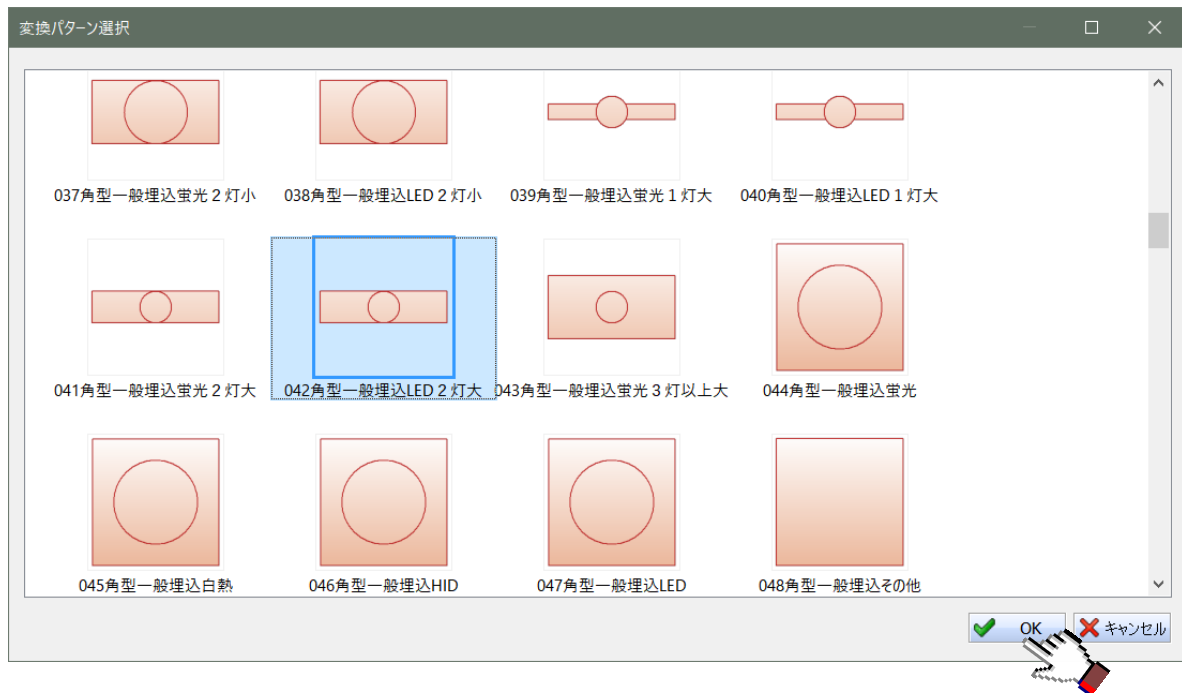 変換パターン選択
037角型一般埋込蛍光２灯小
038角型一般埋込LED２灯小
039角型一般埋込蛍光１灯大
040角型一般埋込LED１灯大
041角型一般埋込蛍光２灯大
042角型一般埋込LED２灯大
043角型一般埋込蛍光３灯以上大
044角型一般埋込蛍光
045角型一般埋込白熱
046角型一般埋込HID
047角型一般埋込LED
048角型一般埋込その他
OK
キャンセル